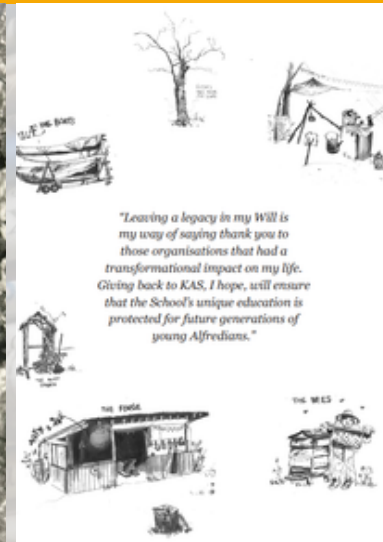 THE BOATS
"Leaving a legacy in my Will is
my way of saying thank you to
those organisations that had a
transformational impact on my life.
Giving back to KAS, I hope, will ensure
that the School's unique education is
protected for future generations of
young Alfredians."
THE FORGE
THE BEES